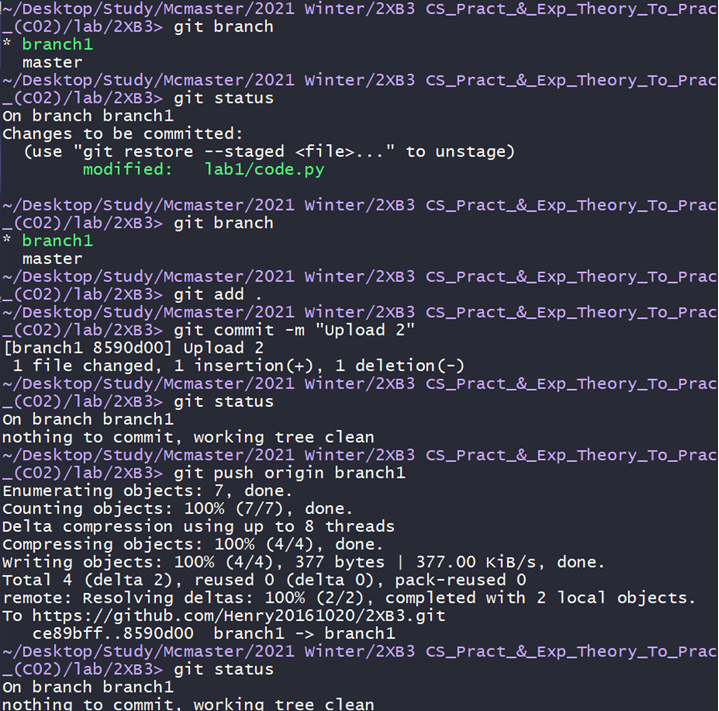 ~/Desktop/Study/Mcmaster/2021 Winter/2XB3 CS_Pract_&_Exp_Theory_To_Prac
_(C02)/lab/2XB3> git branch
* branch1
  master
~/Desktop/Study/Mcmaster/2021 Winter/2XB3 CS_Pract_&_Exp_Theory_To_Prac
_(C02)/lab/2XB3> git status
On branch branch1
Changes to be committed:
  (use "git restore --staged <file>..." to unstage)
        modified:   lab1/code.py

~/Desktop/Study/Mcmaster/2021 Winter/2XB3 CS_Pract_&_Exp_Theory_To_Prac
_(C02)/lab/2XB3> git branch
* branch1
  master
~/Desktop/Study/Mcmaster/2021 Winter/2XB3 CS_Pract_&_Exp_Theory_To_Prac
_(C02)/lab/2XB3> git add .
~/Desktop/Study/Mcmaster/2021 Winter/2XB3 CS_Pract_&_Exp_Theory_To_Prac
_(C02)/lab/2XB3> git commit -m "Upload 2"
[branch1 8590d00] Upload 2
 1 file changed, 1 insertion(+), 1 deletion(-)
~/Desktop/Study/Mcmaster/2021 Winter/2XB3 CS_Pract_&_Exp_Theory_To_Prac
_(C02)/lab/2XB3> git status
On branch branch1
nothing to commit, working tree clean
~/Desktop/Study/Mcmaster/2021 Winter/2XB3 CS_Pract_&_Exp_Theory_To_Prac
_(C02)/lab/2XB3> git push origin branch1
Enumerating objects: 7, done.
Counting objects: 100% (7/7), done.
Delta compression using up to 8 threads
Compressing objects: 100% (4/4), done.
Writing objects: 100% (4/4), 377 bytes | 377.00 KiB/s, done.
Total 4 (delta 2), reused 0 (delta 0), pack-reused 0
remote: Resolving deltas: 100% (2/2), completed with 2 local objects.
To https://github.com/Henry20161020/2XB3.git
   ce89bff..8590d00  branch1 -> branch1
~/Desktop/Study/Mcmaster/2021 Winter/2XB3 CS_Pract_&_Exp_Theory_To_Prac
_(C02)/lab/2XB3> git status
On branch branch1
nothing to commit, working tree clean